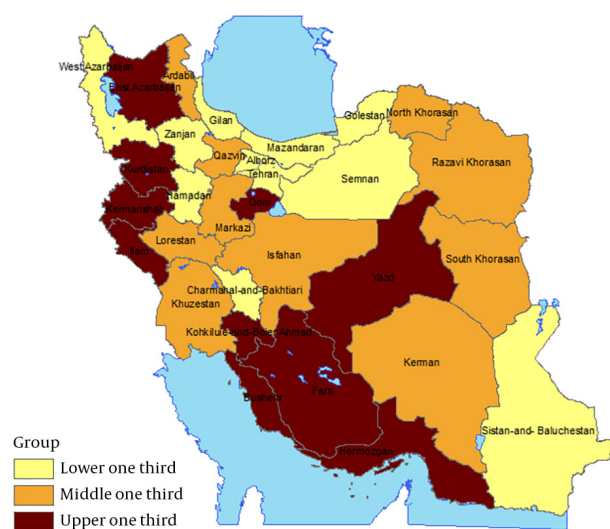 West Azarbaijan
East Azarbaijan
Ardabil
Zanjan
Gilan
Golestan
North Khorasan
Mazandaran
Kurdistan
Qazvin
Alborz
Tehran
Razavi Khorasan
Semnan
Hamadan
Qom
Kermanshah
Markazi
Lorestan
Isfahan
South Khorasan
Ilam
Yazd
Charmahal-and-Bakhtiari
Khuzestan
Kohkiluie-and-Boier Ahmad
Kerman
Bushehr
Fars
Sistan-and- Baluchestan
Hormozgan
Group
Lower one third
Middle one third
Upper one third